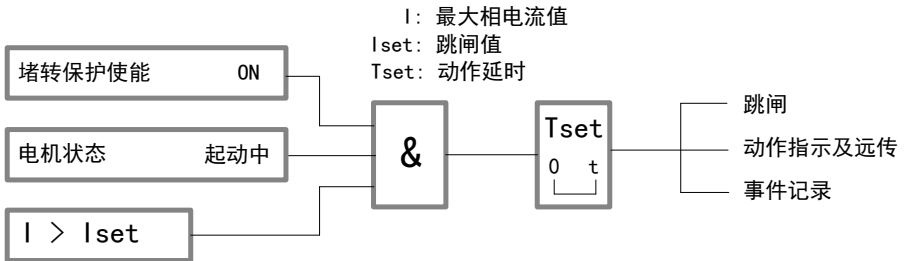 I: 最大相电流值
Iset: 跳闸值
Tset: 动作延时
堵转保护使能 ON
电机状态 起动中
I > Iset
&
Tset
0 t
跳闸
动作指示及远传
事件记录